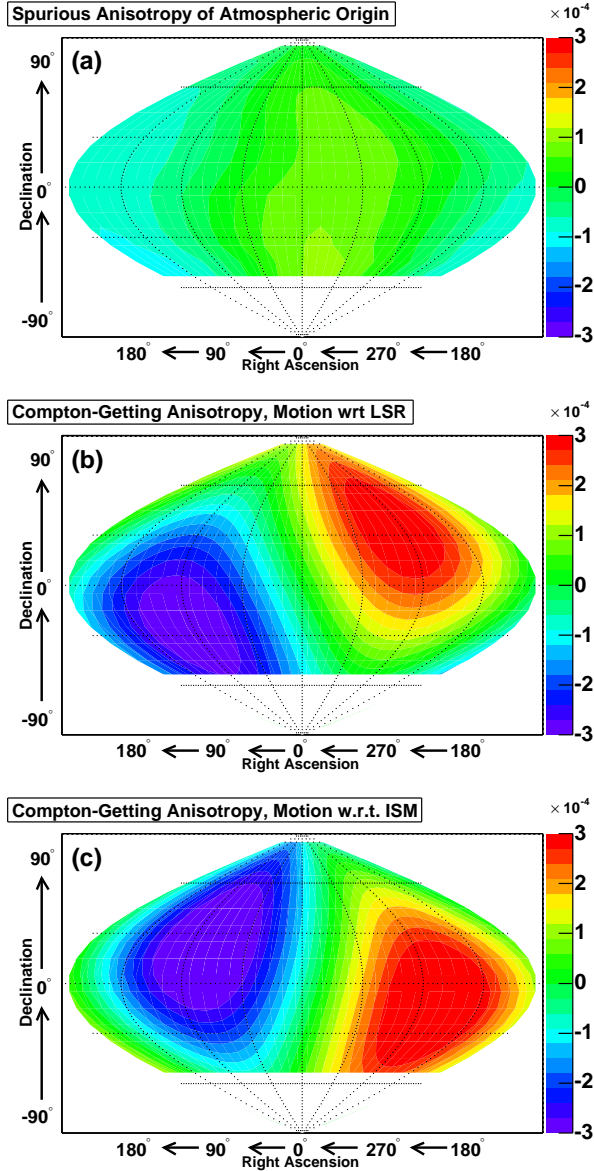 Spurious Anisotropy of Atmospheric Origin
×10⁻⁴
(a)
90°
Declination
0°
-90°
180° 90° 0° 270° 180°
Right Ascension
3
2
1
0
-1
-2
-3
Compton-Getting Anisotropy, Motion wrt LSR
×10⁻⁴
(b)
90°
Declination
0°
-90°
180° 90° 0° 270° 180°
Right Ascension
3
2
1
0
-1
-2
-3
Compton-Getting Anisotropy, Motion w.r.t. ISM
×10⁻⁴
(c)
90°
Declination
0°
-90°
180° 90° 0° 270° 180°
Right Ascension
3
2
1
0
-1
-2
-3